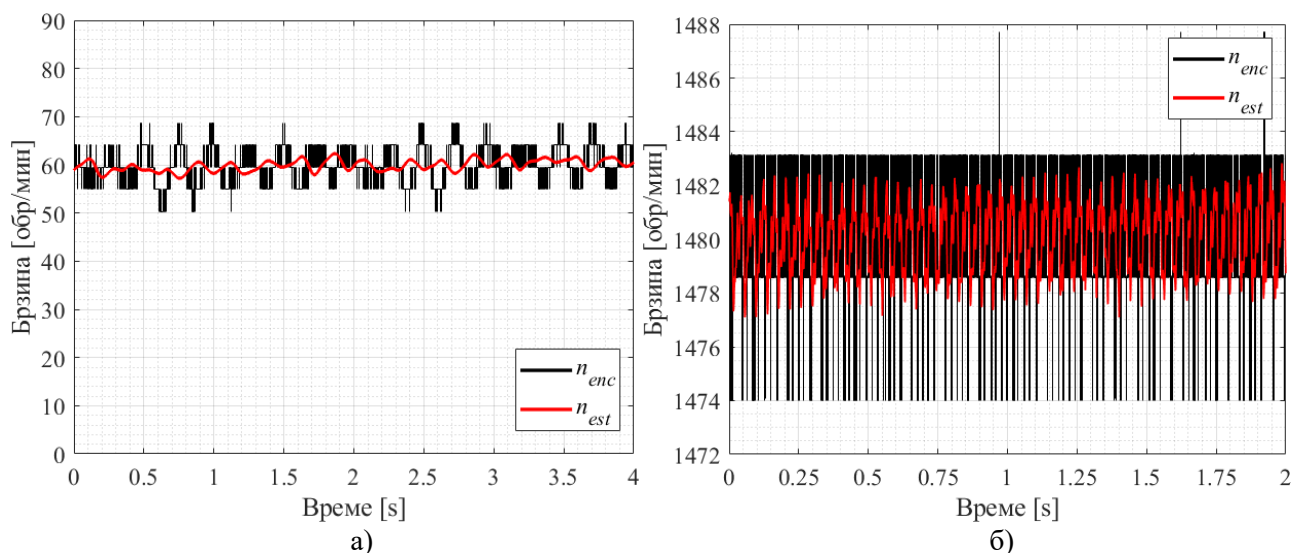 90
80
70
60
50
40
30
20
10
0
Брзина [обр/мин]
n_enc
n_est
0 0.5 1 1.5 2 2.5 3 3.5 4
Време [s]
а)
1488
1486
1484
1482
1480
1478
1476
1474
1472
Брзина [обр/мин]
n_enc
n_est
0 0.25 0.5 0.75 1 1.25 1.5 1.75 2
Време [s]
б)